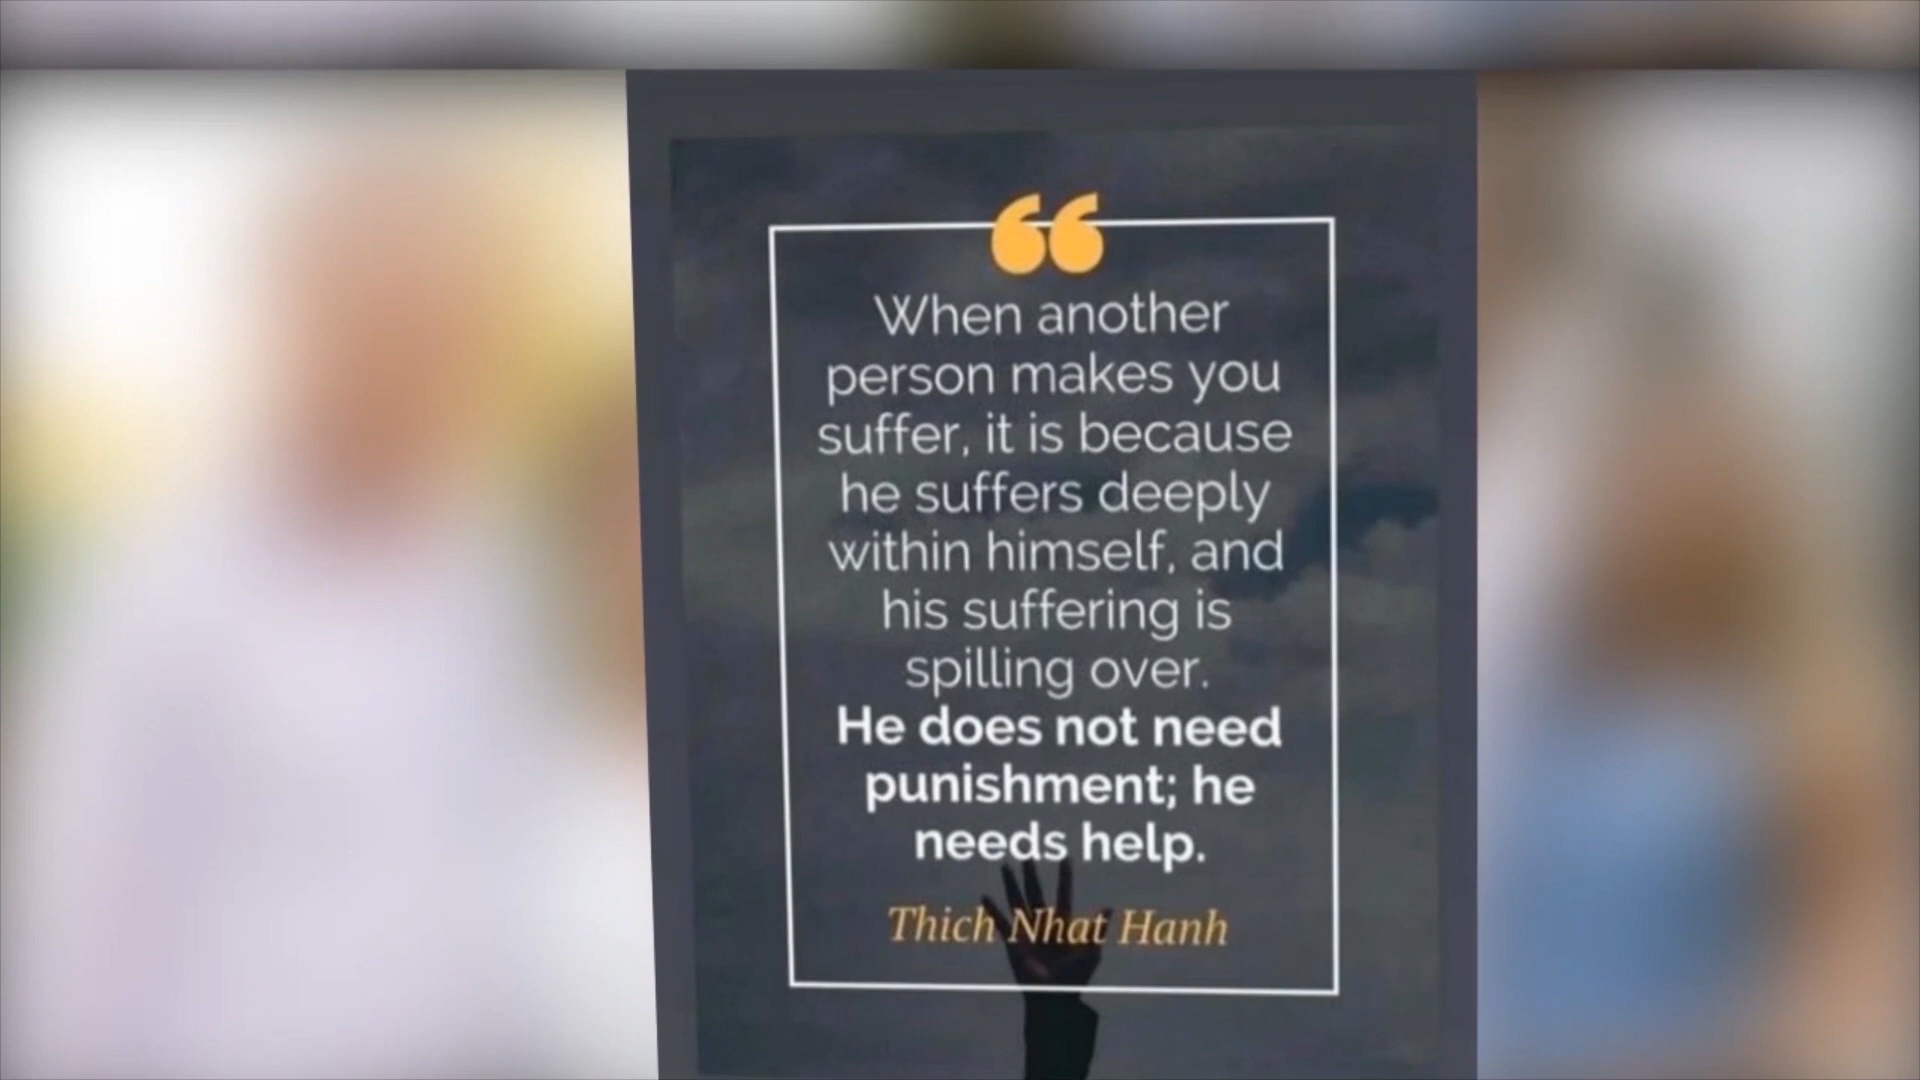 “
When another
person makes you
suffer, it is because
he suffers deeply
within himself, and
his suffering is
spilling over.
He does not need
punishment; he
needs help.
Thich Nhat Hanh